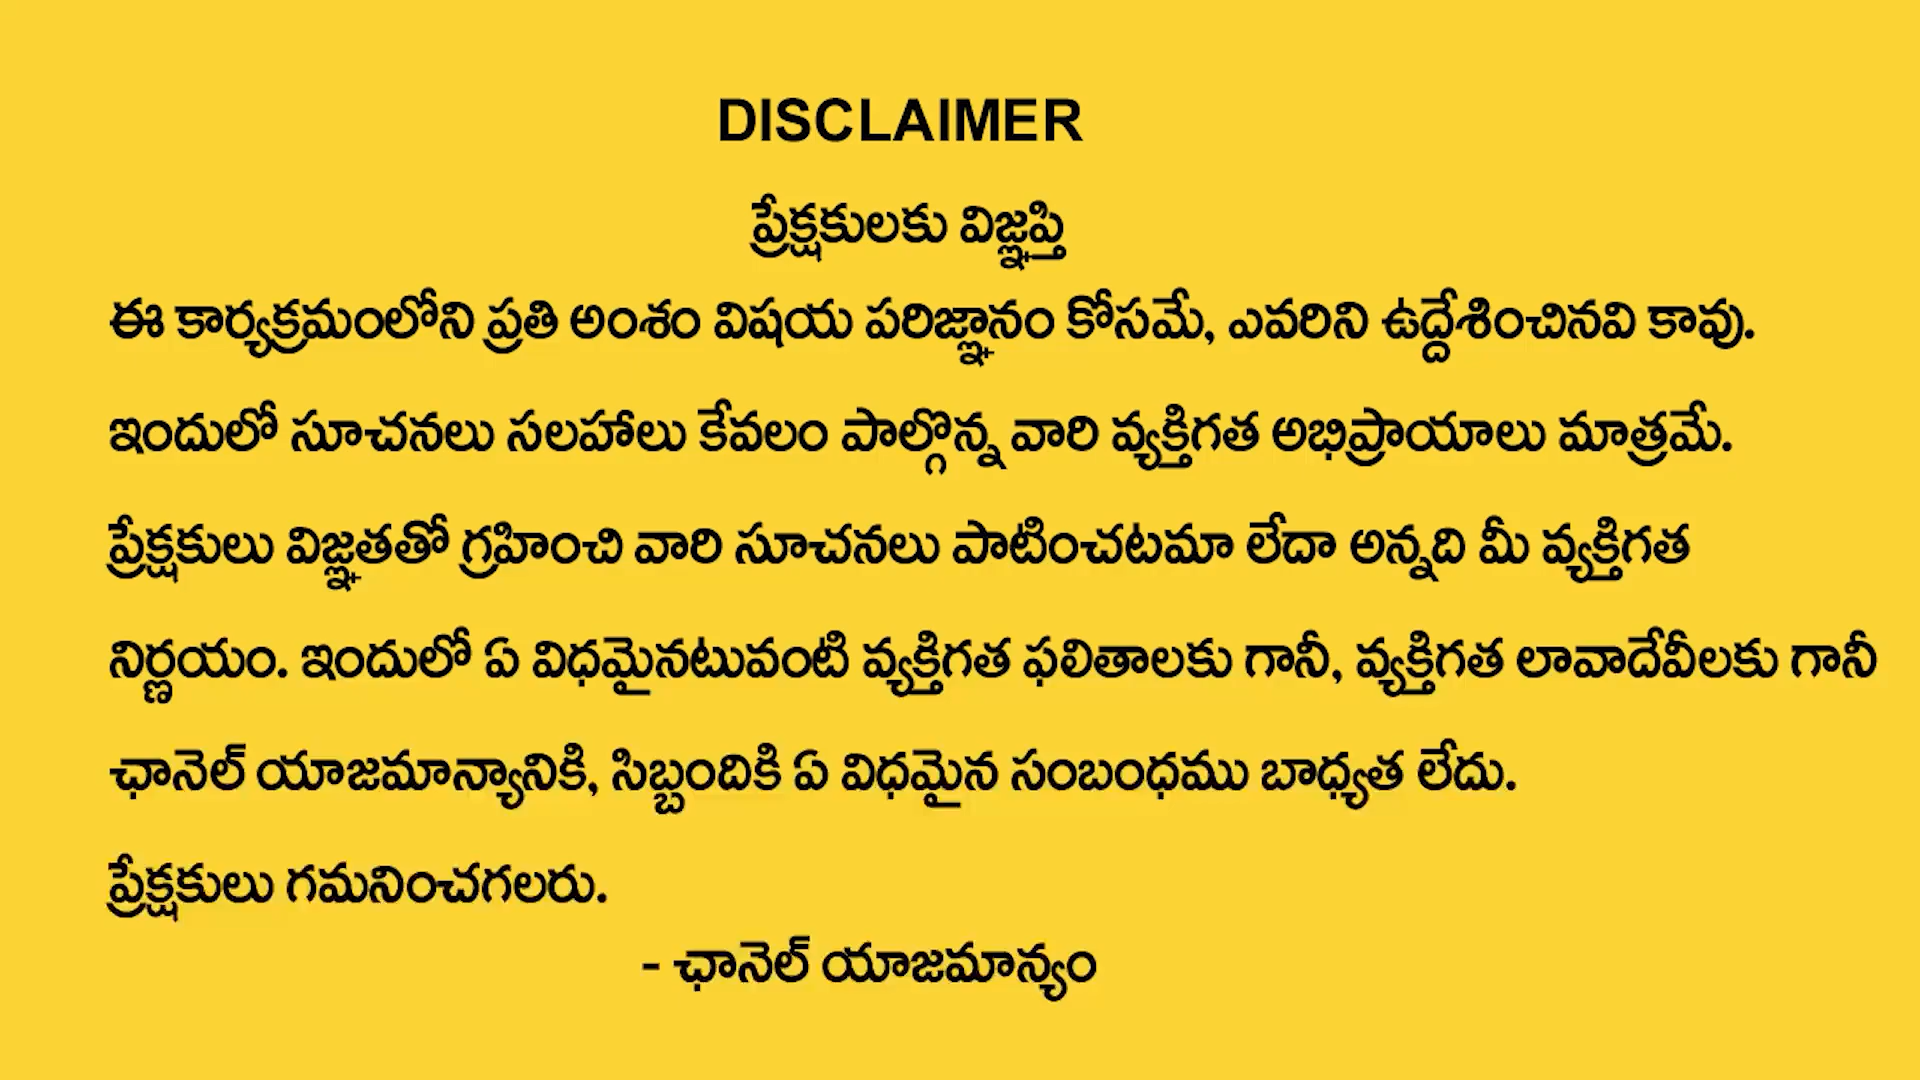 DISCLAIMER
ప్రేక్షకులకు విజ్ఞప్తి
ఈ కార్యక్రమంలోని ప్రతి అంశం విషయ పరిజ్ఞానం కోసమే, ఎవరిని ఉద్దేశించినవి కావు.
ఇందులో సూచనలు సలహాలు కేవలం పాల్గొన్న వారి వ్యక్తిగత అభిప్రాయాలు మాత్రమే.
ప్రేక్షకులు విజ్ఞతతో గ్రహించి వారి సూచనలు పాటించటమా లేదా అన్నది మీ వ్యక్తిగత
నిర్ణయం. ఇందులో ఏ విధమైనటువంటి వ్యక్తిగత ఫలితాలకు గానీ, వ్యక్తిగత లావాదేవీలకు గానీ
ఛానెల్ యాజమాన్యానికి, సిబ్బందికి ఏ విధమైన సంబంధము బాధ్యత లేదు.
ప్రేక్షకులు గమనించగలరు.
- ఛానెల్ యాజమాన్యం